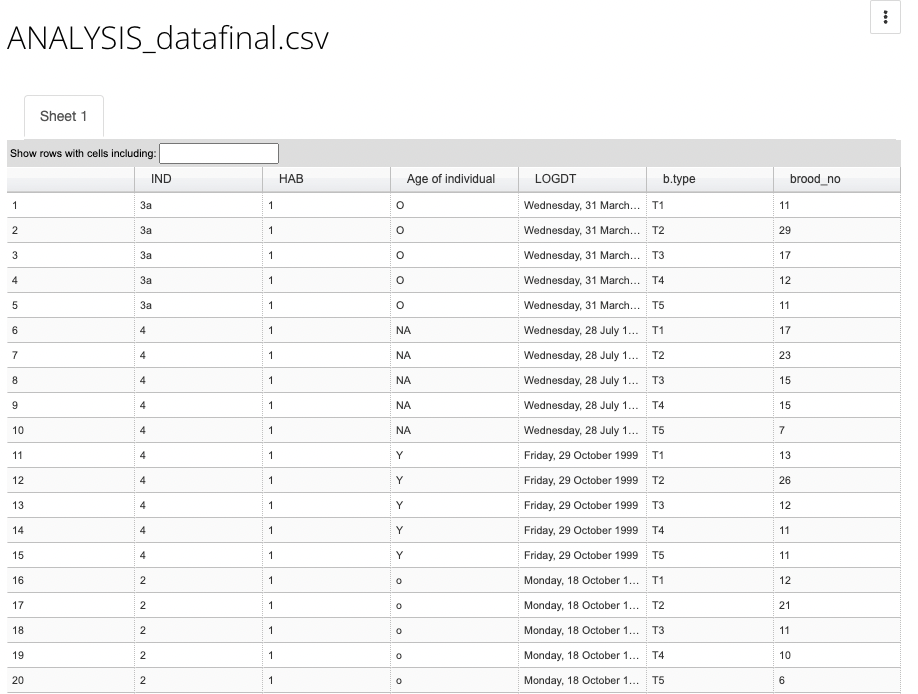 ANALYSIS_datafinal.csv
Sheet 1
Show rows with cells including:
IND HAB Age of individual LOGDT b.type brood_no
1 3a 1 O Wednesday, 31 March... T1 11
2 3a 1 O Wednesday, 31 March... T2 29
3 3a 1 O Wednesday, 31 March... T3 17
4 3a 1 O Wednesday, 31 March... T4 12
5 3a 1 O Wednesday, 31 March... T5 11
6 4 1 NA Wednesday, 28 July 1... T1 17
7 4 1 NA Wednesday, 28 July 1... T2 23
8 4 1 NA Wednesday, 28 July 1... T3 15
9 4 1 NA Wednesday, 28 July 1... T4 15
10 4 1 NA Wednesday, 28 July 1... T5 7
11 4 1 Y Friday, 29 October 1999 T1 13
12 4 1 Y Friday, 29 October 1999 T2 26
13 4 1 Y Friday, 29 October 1999 T3 12
14 4 1 Y Friday, 29 October 1999 T4 11
15 4 1 Y Friday, 29 October 1999 T5 11
16 2 1 o Monday, 18 October 1... T1 12
17 2 1 o Monday, 18 October 1... T2 21
18 2 1 o Monday, 18 October 1... T3 11
19 2 1 o Monday, 18 October 1... T4 10
20 2 1 o Monday, 18 October 1... T5 6